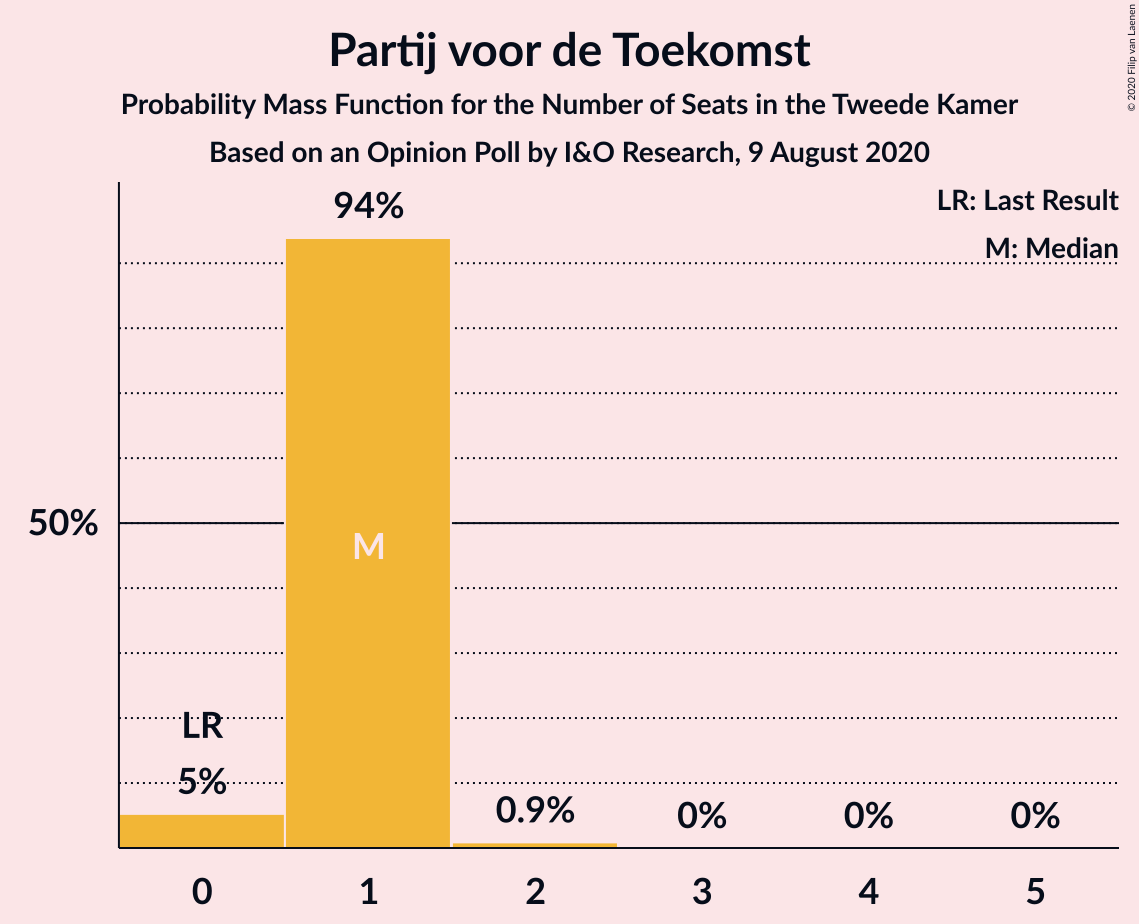 Partij voor de Toekomst
Probability Mass Function for the Number of Seats in the Tweede Kamer
Based on an Opinion Poll by I&O Research, 9 August 2020
© 2020 Filip van Laenen
LR: Last Result
M: Median
94%
50%
M
LR
5%
0.9%
0%
0%
0%
0
1
2
3
4
5